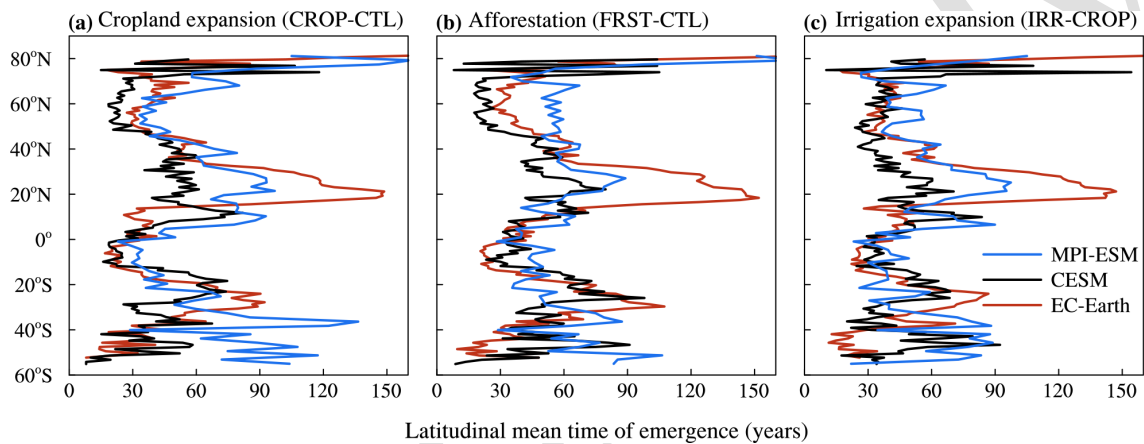 (a) Cropland expansion (CROP-CTL)
(b) Afforestation (FRST-CTL)
(c) Irrigation expansion (IRR-CROP)
80°N
60°N
40°N
20°N
0°
20°S
40°S
60°S
MPI-ESM
CESM
EC-Earth
0 30 60 90 120 150
0 30 60 90 120 150
0 30 60 90 120 150
Latitudinal mean time of emergence (years)